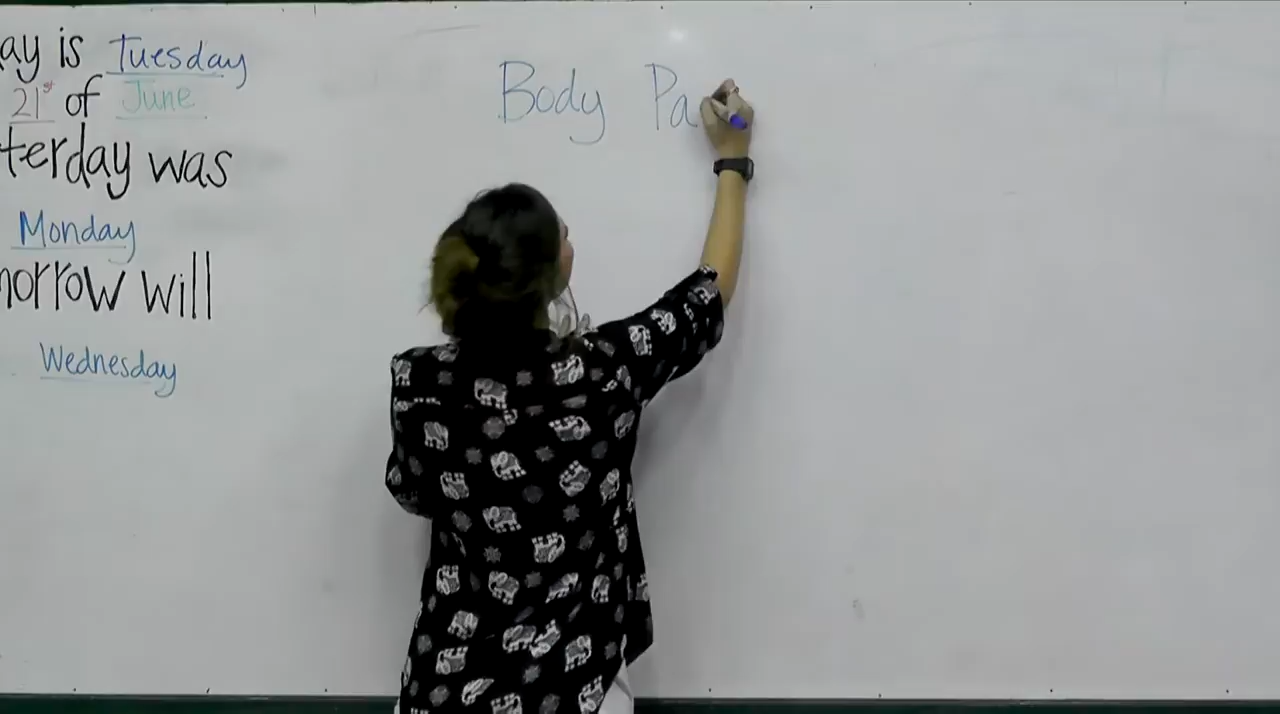 ay is Tuesday
21st of June
terday was
Monday
morrow will
Wednesday
Body Pa